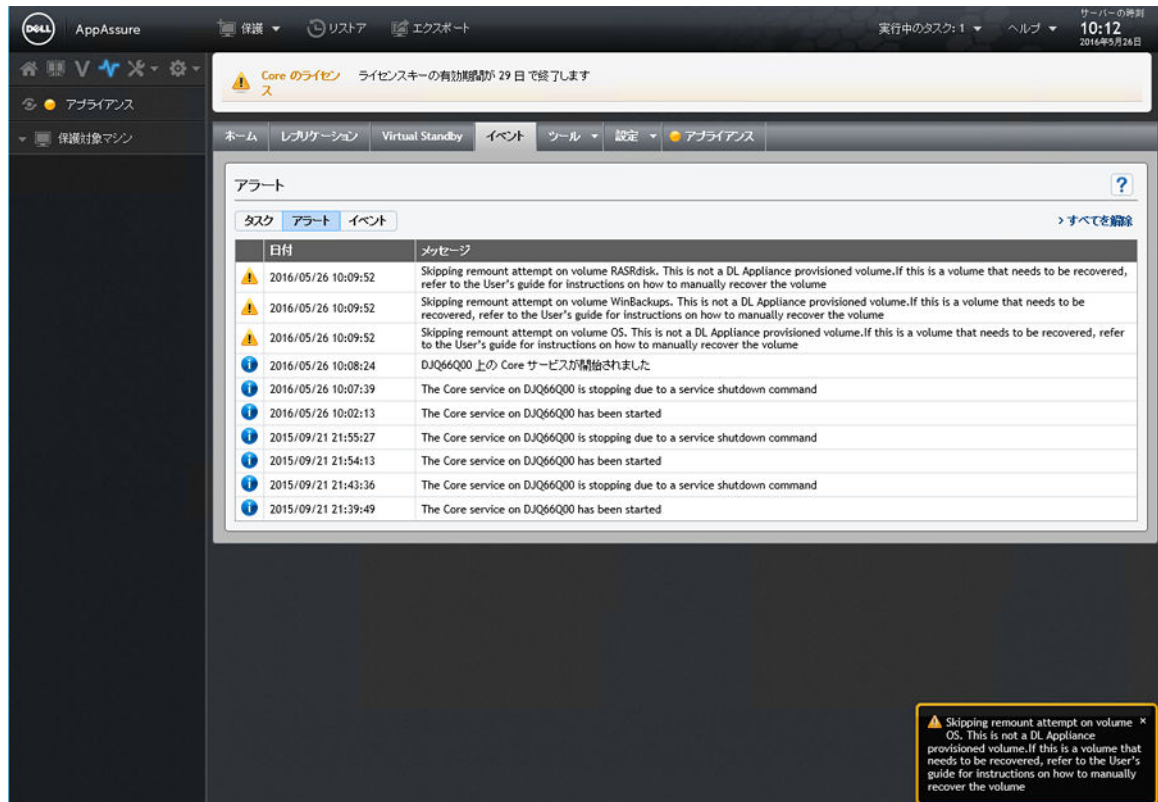 DELL
AppAssure
保護
リストア
エクスポート
実行中のタスク: 1
ヘルプ
サーバーの時刻
10:12
2016年5月26日
V
アプライアンス
保護対象マシン
Core のライセン
ス
ライセンスキーの有効期間が 29 日 で終了します
ホーム
レプリケーション
Virtual Standby
イベント
ツール
設定
アプライアンス
アラート
?
タスク
アラート
イベント
› すべてを解除
日付
メッセージ
2016/05/26 10:09:52
Skipping remount attempt on volume RASRdisk. This is not a DL Appliance provisioned volume.If this is a volume that needs to be recovered,
refer to the User's guide for instructions on how to manually recover the volume
2016/05/26 10:09:52
Skipping remount attempt on volume WinBackups. This is not a DL Appliance provisioned volume.If this is a volume that needs to be
recovered, refer to the User's guide for instructions on how to manually recover the volume
2016/05/26 10:09:52
Skipping remount attempt on volume OS. This is not a DL Appliance provisioned volume.If this is a volume that needs to be recovered, refer
to the User's guide for instructions on how to manually recover the volume
2016/05/26 10:08:24
DJQ66Q00 上の Core サービスが開始されました
2016/05/26 10:07:39
The Core service on DJQ66Q00 is stopping due to a service shutdown command
2016/05/26 10:02:13
The Core service on DJQ66Q00 has been started
2015/09/21 21:55:27
The Core service on DJQ66Q00 is stopping due to a service shutdown command
2015/09/21 21:54:13
The Core service on DJQ66Q00 has been started
2015/09/21 21:43:36
The Core service on DJQ66Q00 is stopping due to a service shutdown command
2015/09/21 21:39:49
The Core service on DJQ66Q00 has been started
Skipping remount attempt on volume ×
OS. This is not a DL Appliance
provisioned volume.If this is a volume that
needs to be recovered, refer to the User's
guide for instructions on how to manually
recover the volume